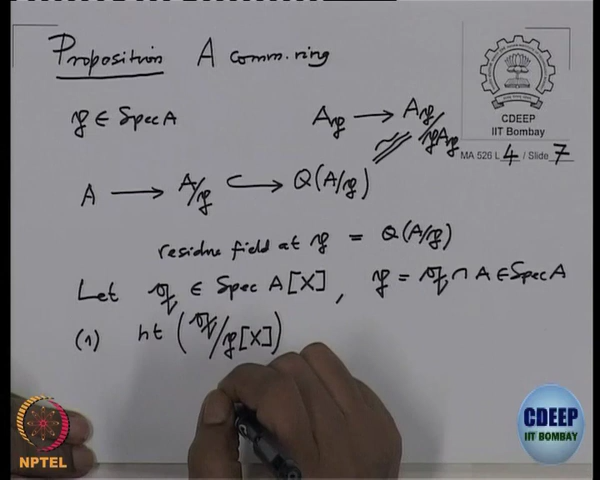 Proposition A comm. ring
𝔭 ∈ Spec A
A𝔭 → A𝔭/𝔭A𝔭
CDEEP
IIT Bombay
MA 526 L 4 / Slide 7
A → A/𝔭 ↪ Q(A/𝔭)
residue field at 𝔭 = Q(A/𝔭)
Let 𝔮 ∈ Spec A[X], 𝔭 = 𝔮 ∩ A ∈ Spec A
(1) ht (𝔮/𝔭[X])
NPTEL
CDEEP
IIT BOMBAY